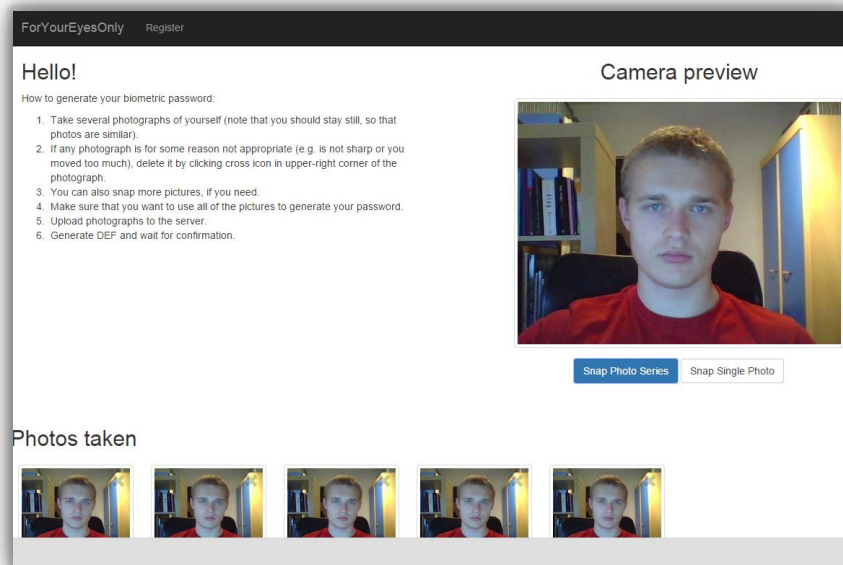 ForYourEyesOnly Register
Hello!
How to generate your biometric password:
1. Take several photographs of yourself (note that you should stay still, so that
photos are similar).
2. If any photograph is for some reason not appropriate (e.g. is not sharp or you
moved too much), delete it by clicking cross icon in upper-right corner of the
photograph.
3. You can also snap more pictures, if you need.
4. Make sure that you want to use all of the pictures to generate your password.
5. Upload photographs to the server.
6. Generate DEF and wait for confirmation.
Camera preview
Snap Photo Series Snap Single Photo
Photos taken